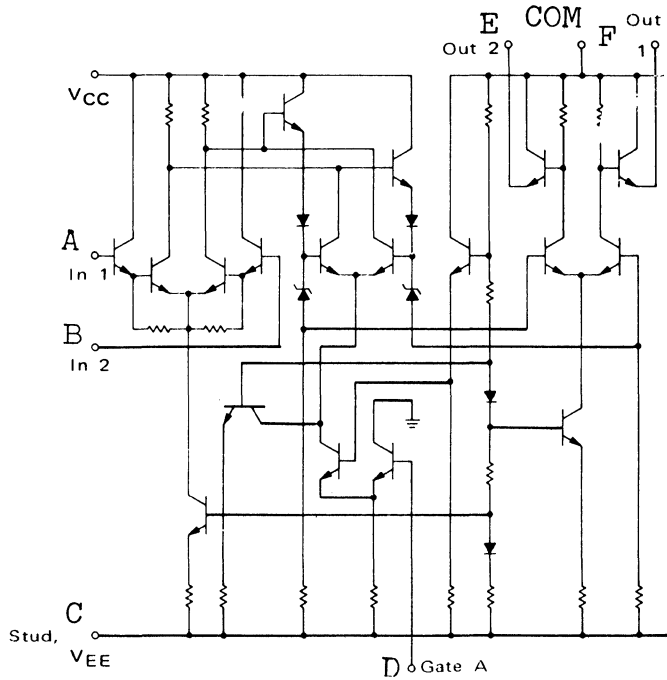 E COM F Out
Out 2 1
VCC
A
In 1
B
In 2
C
Stud,
VEE
D Gate A